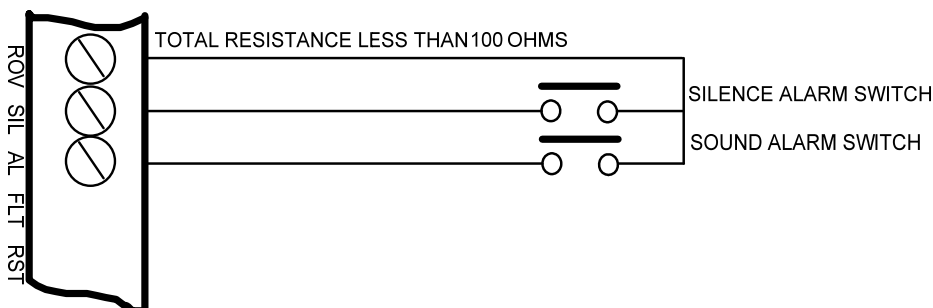 TOTAL RESISTANCE LESS THAN 100 OHMS
ROV SIL AL FLT RST
SILENCE ALARM SWITCH
SOUND ALARM SWITCH